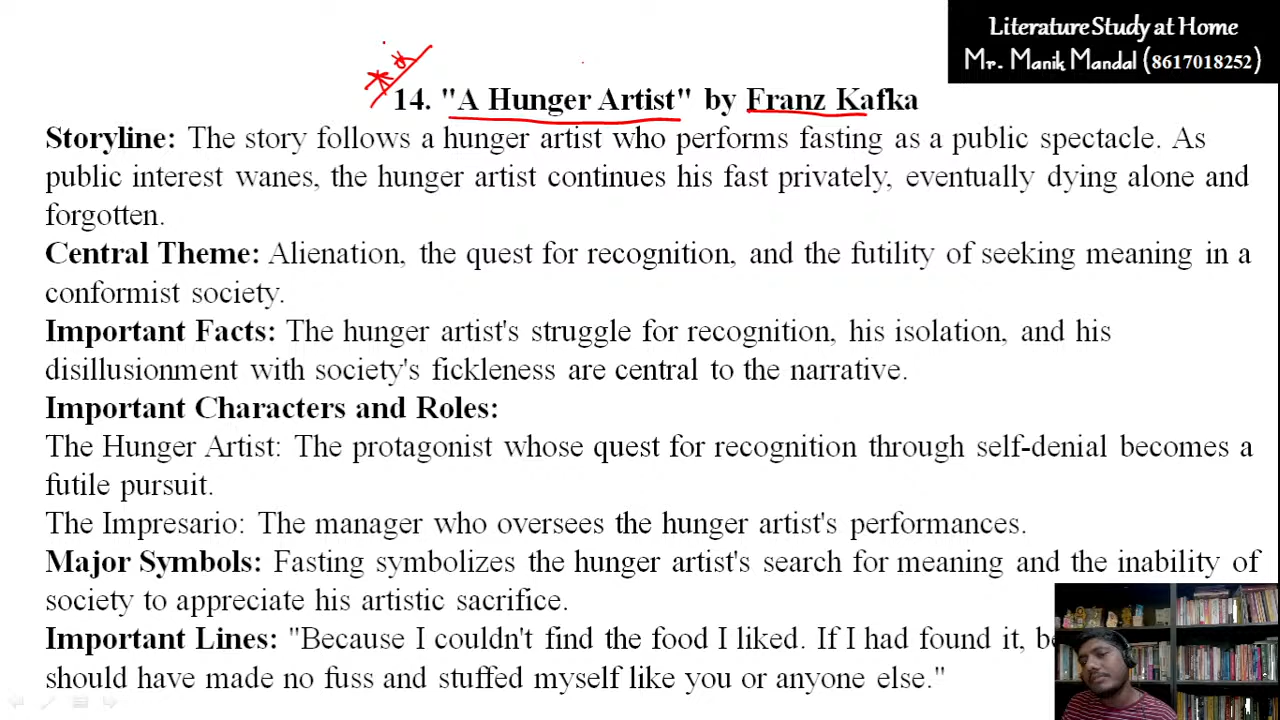 Literature Study at Home
Mr. Manik Mandal (8617018252)
14. "A Hunger Artist" by Franz Kafka
Storyline: The story follows a hunger artist who performs fasting as a public spectacle. As
public interest wanes, the hunger artist continues his fast privately, eventually dying alone and
forgotten.
Central Theme: Alienation, the quest for recognition, and the futility of seeking meaning in a
conformist society.
Important Facts: The hunger artist's struggle for recognition, his isolation, and his
disillusionment with society's fickleness are central to the narrative.
Important Characters and Roles:
The Hunger Artist: The protagonist whose quest for recognition through self-denial becomes a
futile pursuit.
The Impresario: The manager who oversees the hunger artist's performances.
Major Symbols: Fasting symbolizes the hunger artist's search for meaning and the inability of
society to appreciate his artistic sacrifice.
Important Lines: "Because I couldn't find the food I liked. If I had found it,
should have made no fuss and stuffed myself like you or anyone else."